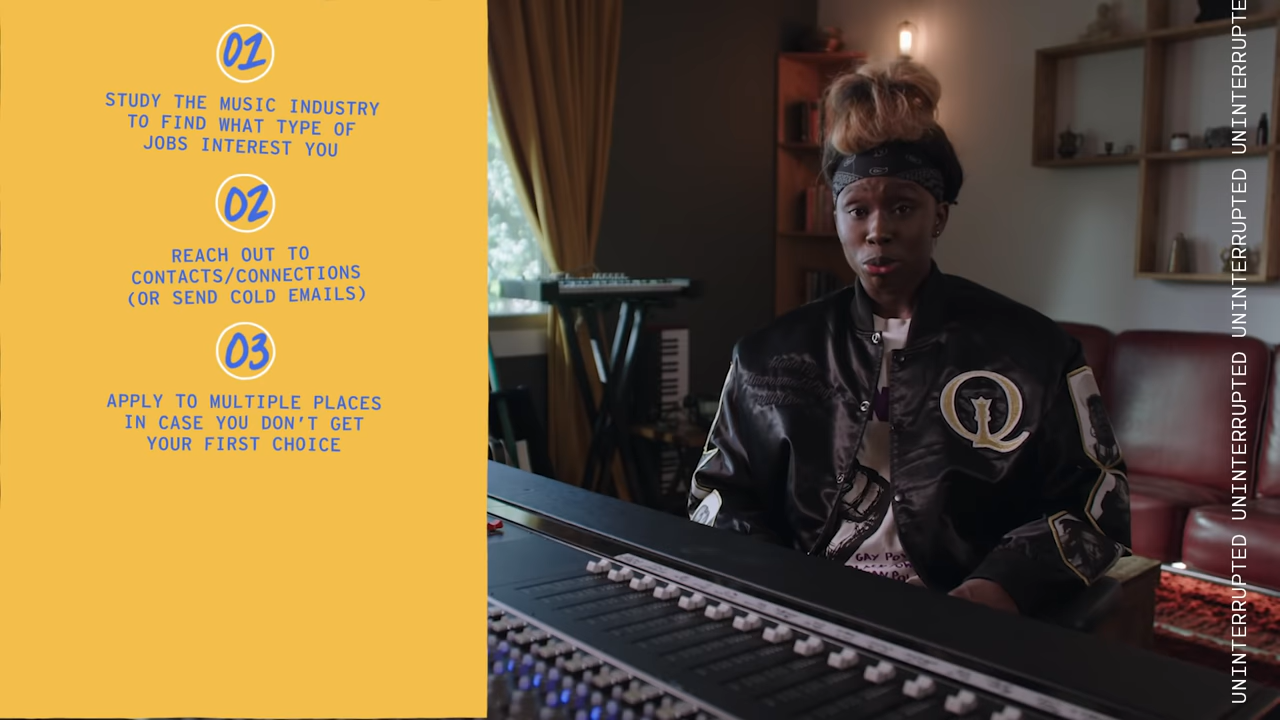 01
STUDY THE MUSIC INDUSTRY
TO FIND WHAT TYPE OF
JOBS INTEREST YOU
02
REACH OUT TO
CONTACTS/CONNECTIONS
(OR SEND COLD EMAILS)
03
APPLY TO MULTIPLE PLACES
IN CASE YOU DON'T GET
YOUR FIRST CHOICE
Q
GAY
UNINTERRUPTED UNINTERRUPTED UNINTERRUPTED UNINTERRUPTE